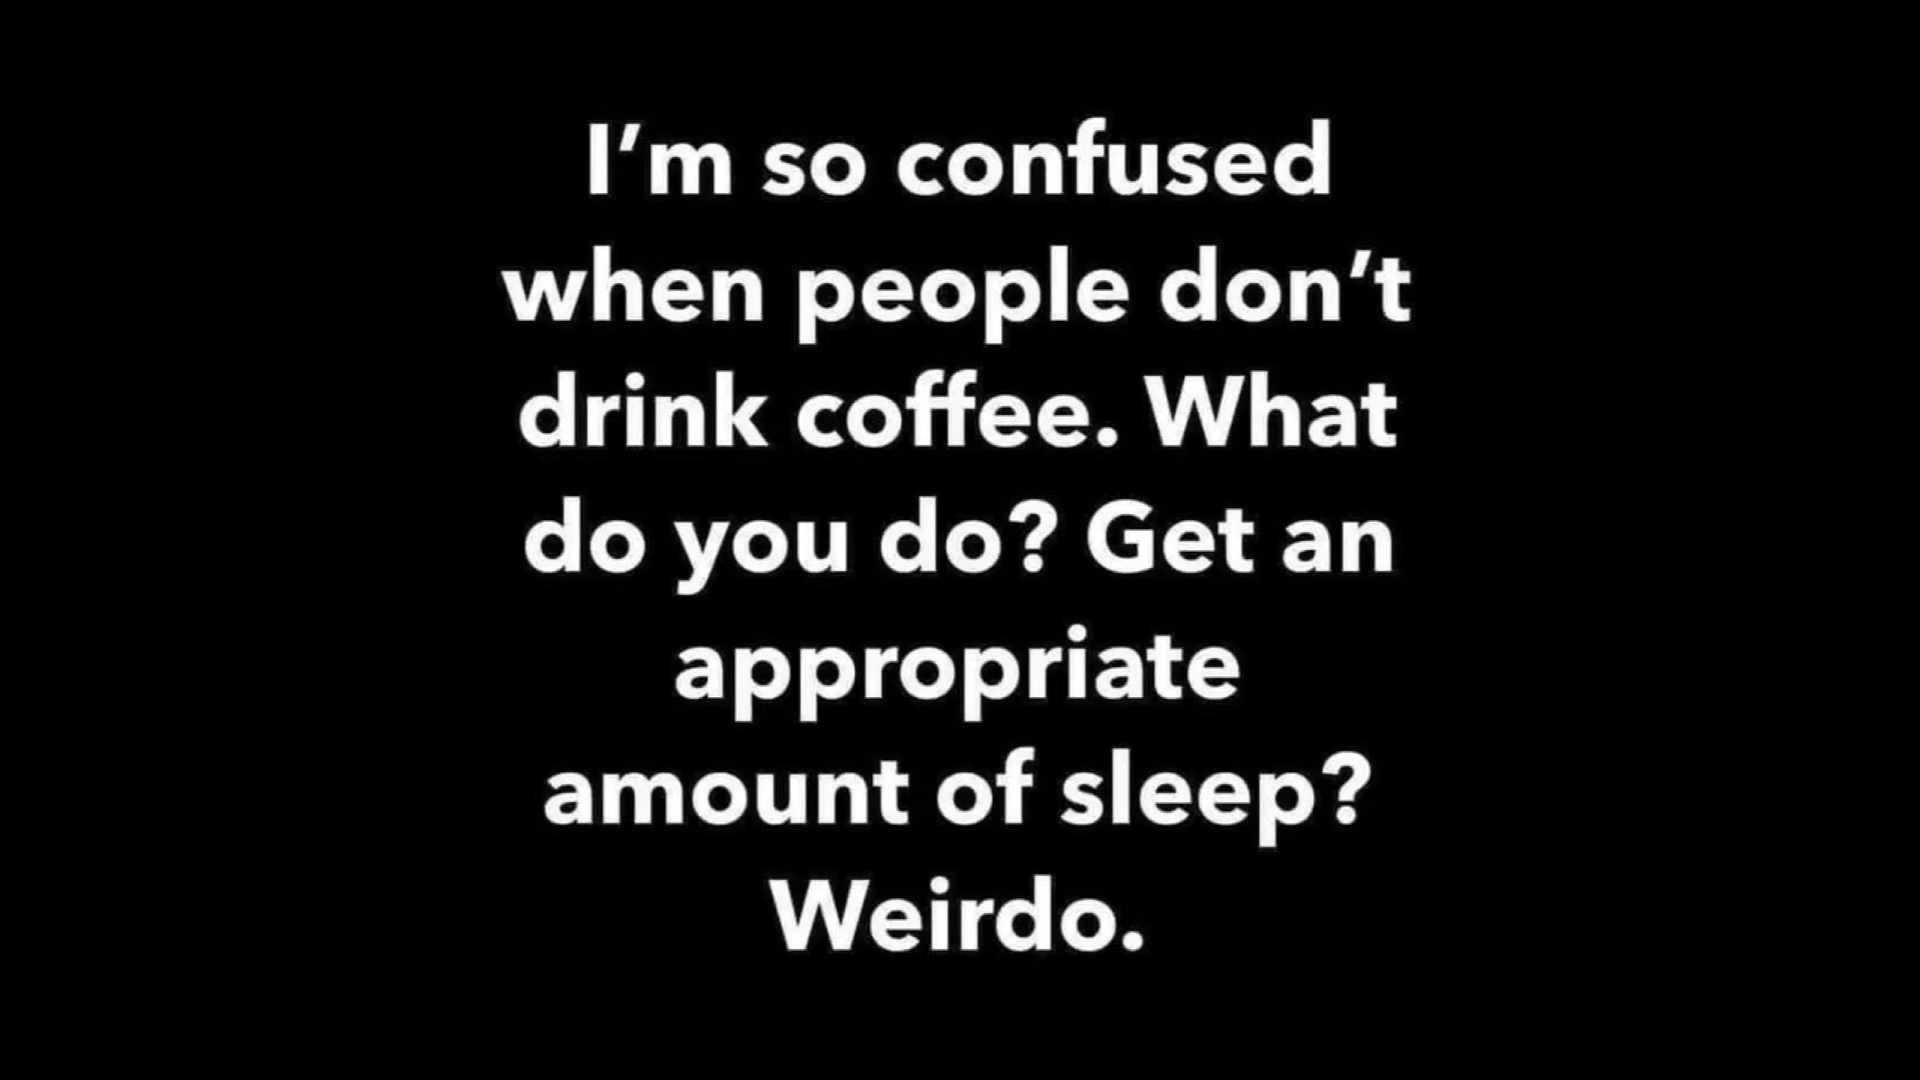 I’m so confused
when people don’t
drink coffee. What
do you do? Get an
appropriate
amount of sleep?
Weirdo.